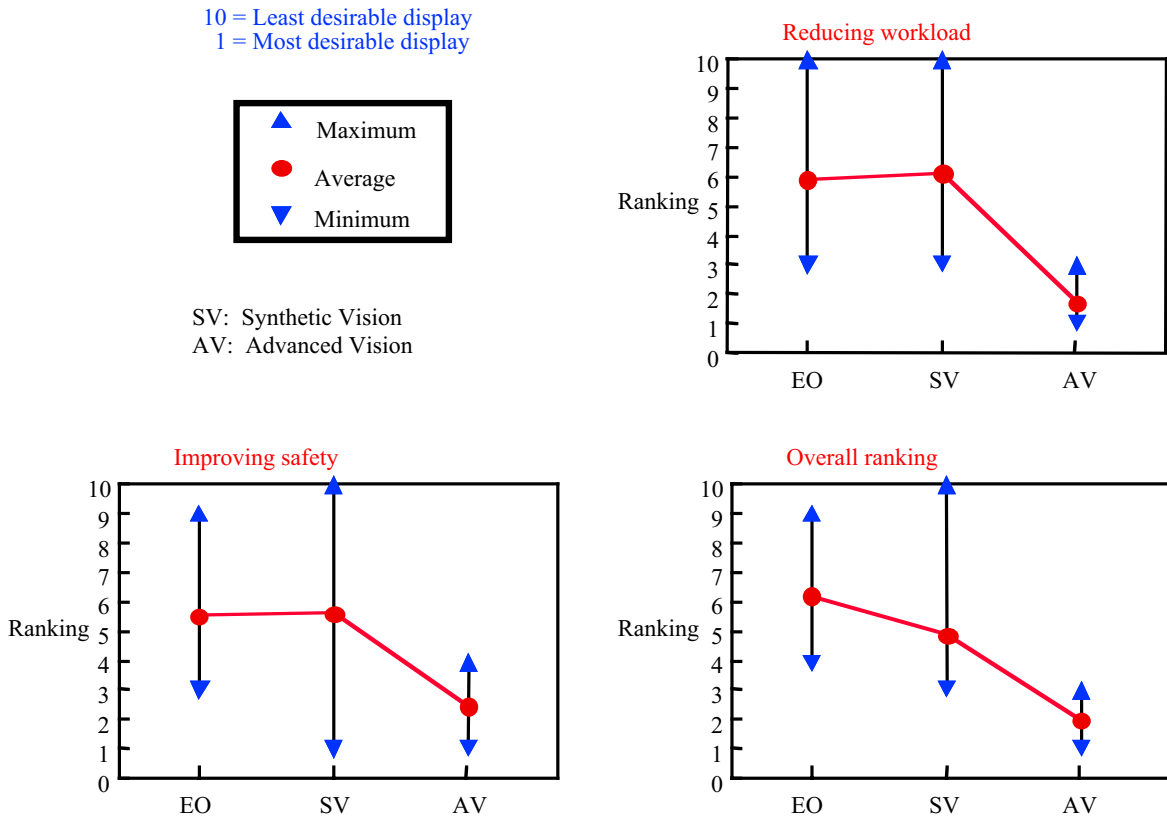 10 = Least desirable display
1 = Most desirable display
Maximum
Average
Minimum
SV: Synthetic Vision
AV: Advanced Vision
Reducing workload
10
9
8
7
6
5
4
3
2
1
0
Ranking
EO SV AV
Improving safety
10
9
8
7
6
5
4
3
2
1
0
Ranking
EO SV AV
Overall ranking
10
9
8
7
6
5
4
3
2
1
0
Ranking
EO SV AV